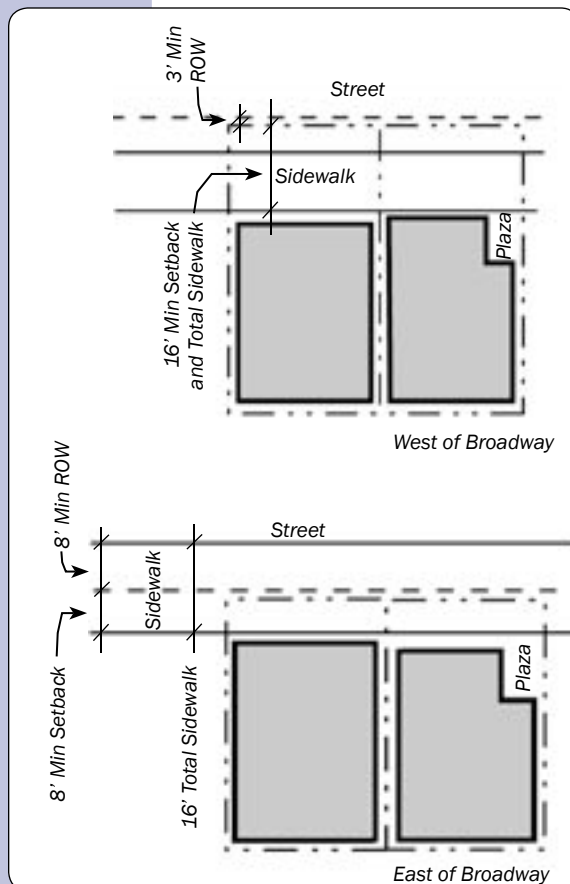 3' Min
ROW
Street
Sidewalk
16' Min Setback
and Total Sidewalk
Plaza
West of Broadway
8' Min ROW
Street
Sidewalk
8' Min Setback
16' Total Sidewalk
Plaza
East of Broadway